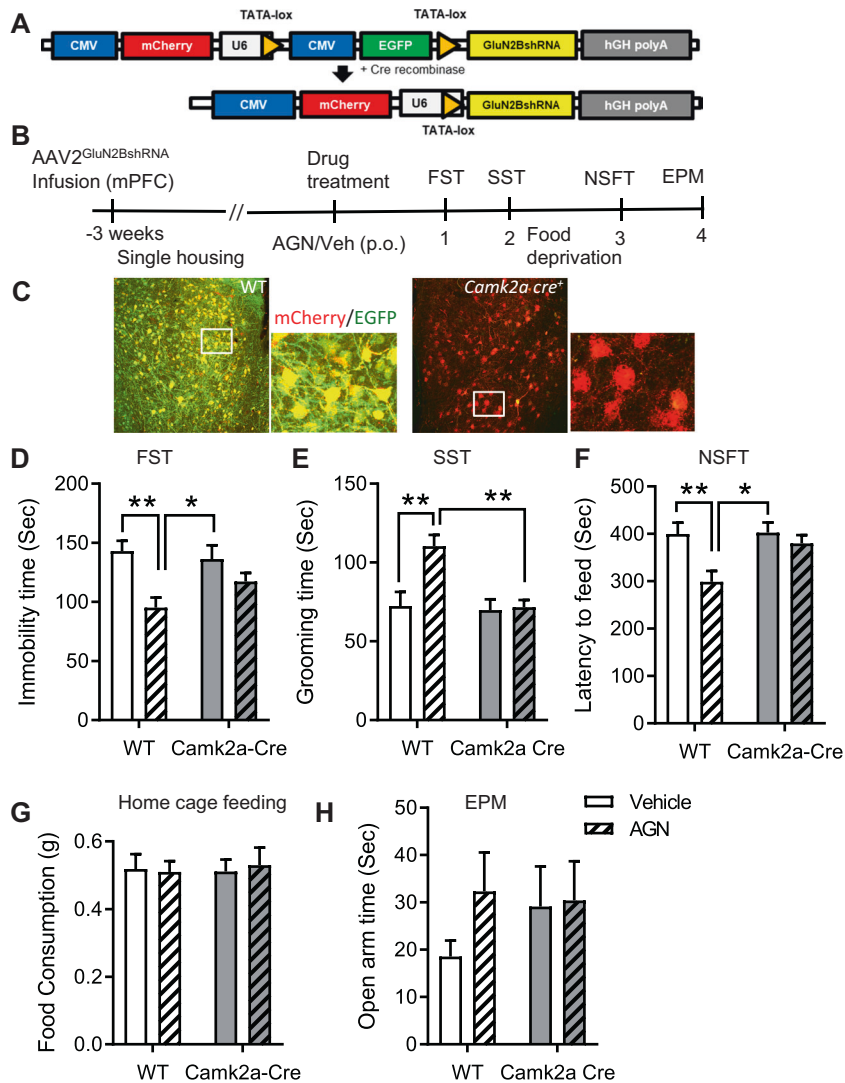 A
TATA-lox TATA-lox
CMV mCherry U6 CMV EGFP GluN2BshRNA hGH polyA
+ Cre recombinase
CMV mCherry U6 GluN2BshRNA hGH polyA
TATA-lox
B
AAV2GluN2BshRNA
Infusion (mPFC)
Drug
treatment
FST SST NSFT EPM
//
-3 weeks
Single housing
AGN/Veh (p.o.)
1 2 Food
deprivation
3 4
C
WT
mCherry/EGFP
Camk2a cre+
D
FST
Immobility time (Sec)
200
150
100
50
0
** *
WT Camk2a-Cre
E
SST
Grooming time (Sec)
150
100
50
0
** **
WT Camk2a Cre
F
NSFT
Latency to feed (Sec)
500
400
300
200
100
0
** *
WT Camk2a-Cre
G
Home cage feeding
Food Consumption (g)
0.6
0.4
0.2
0.0
WT Camk2a-Cre
H
EPM
Open arm time (Sec)
50
40
30
20
10
0
WT Camk2a Cre
Vehicle
AGN